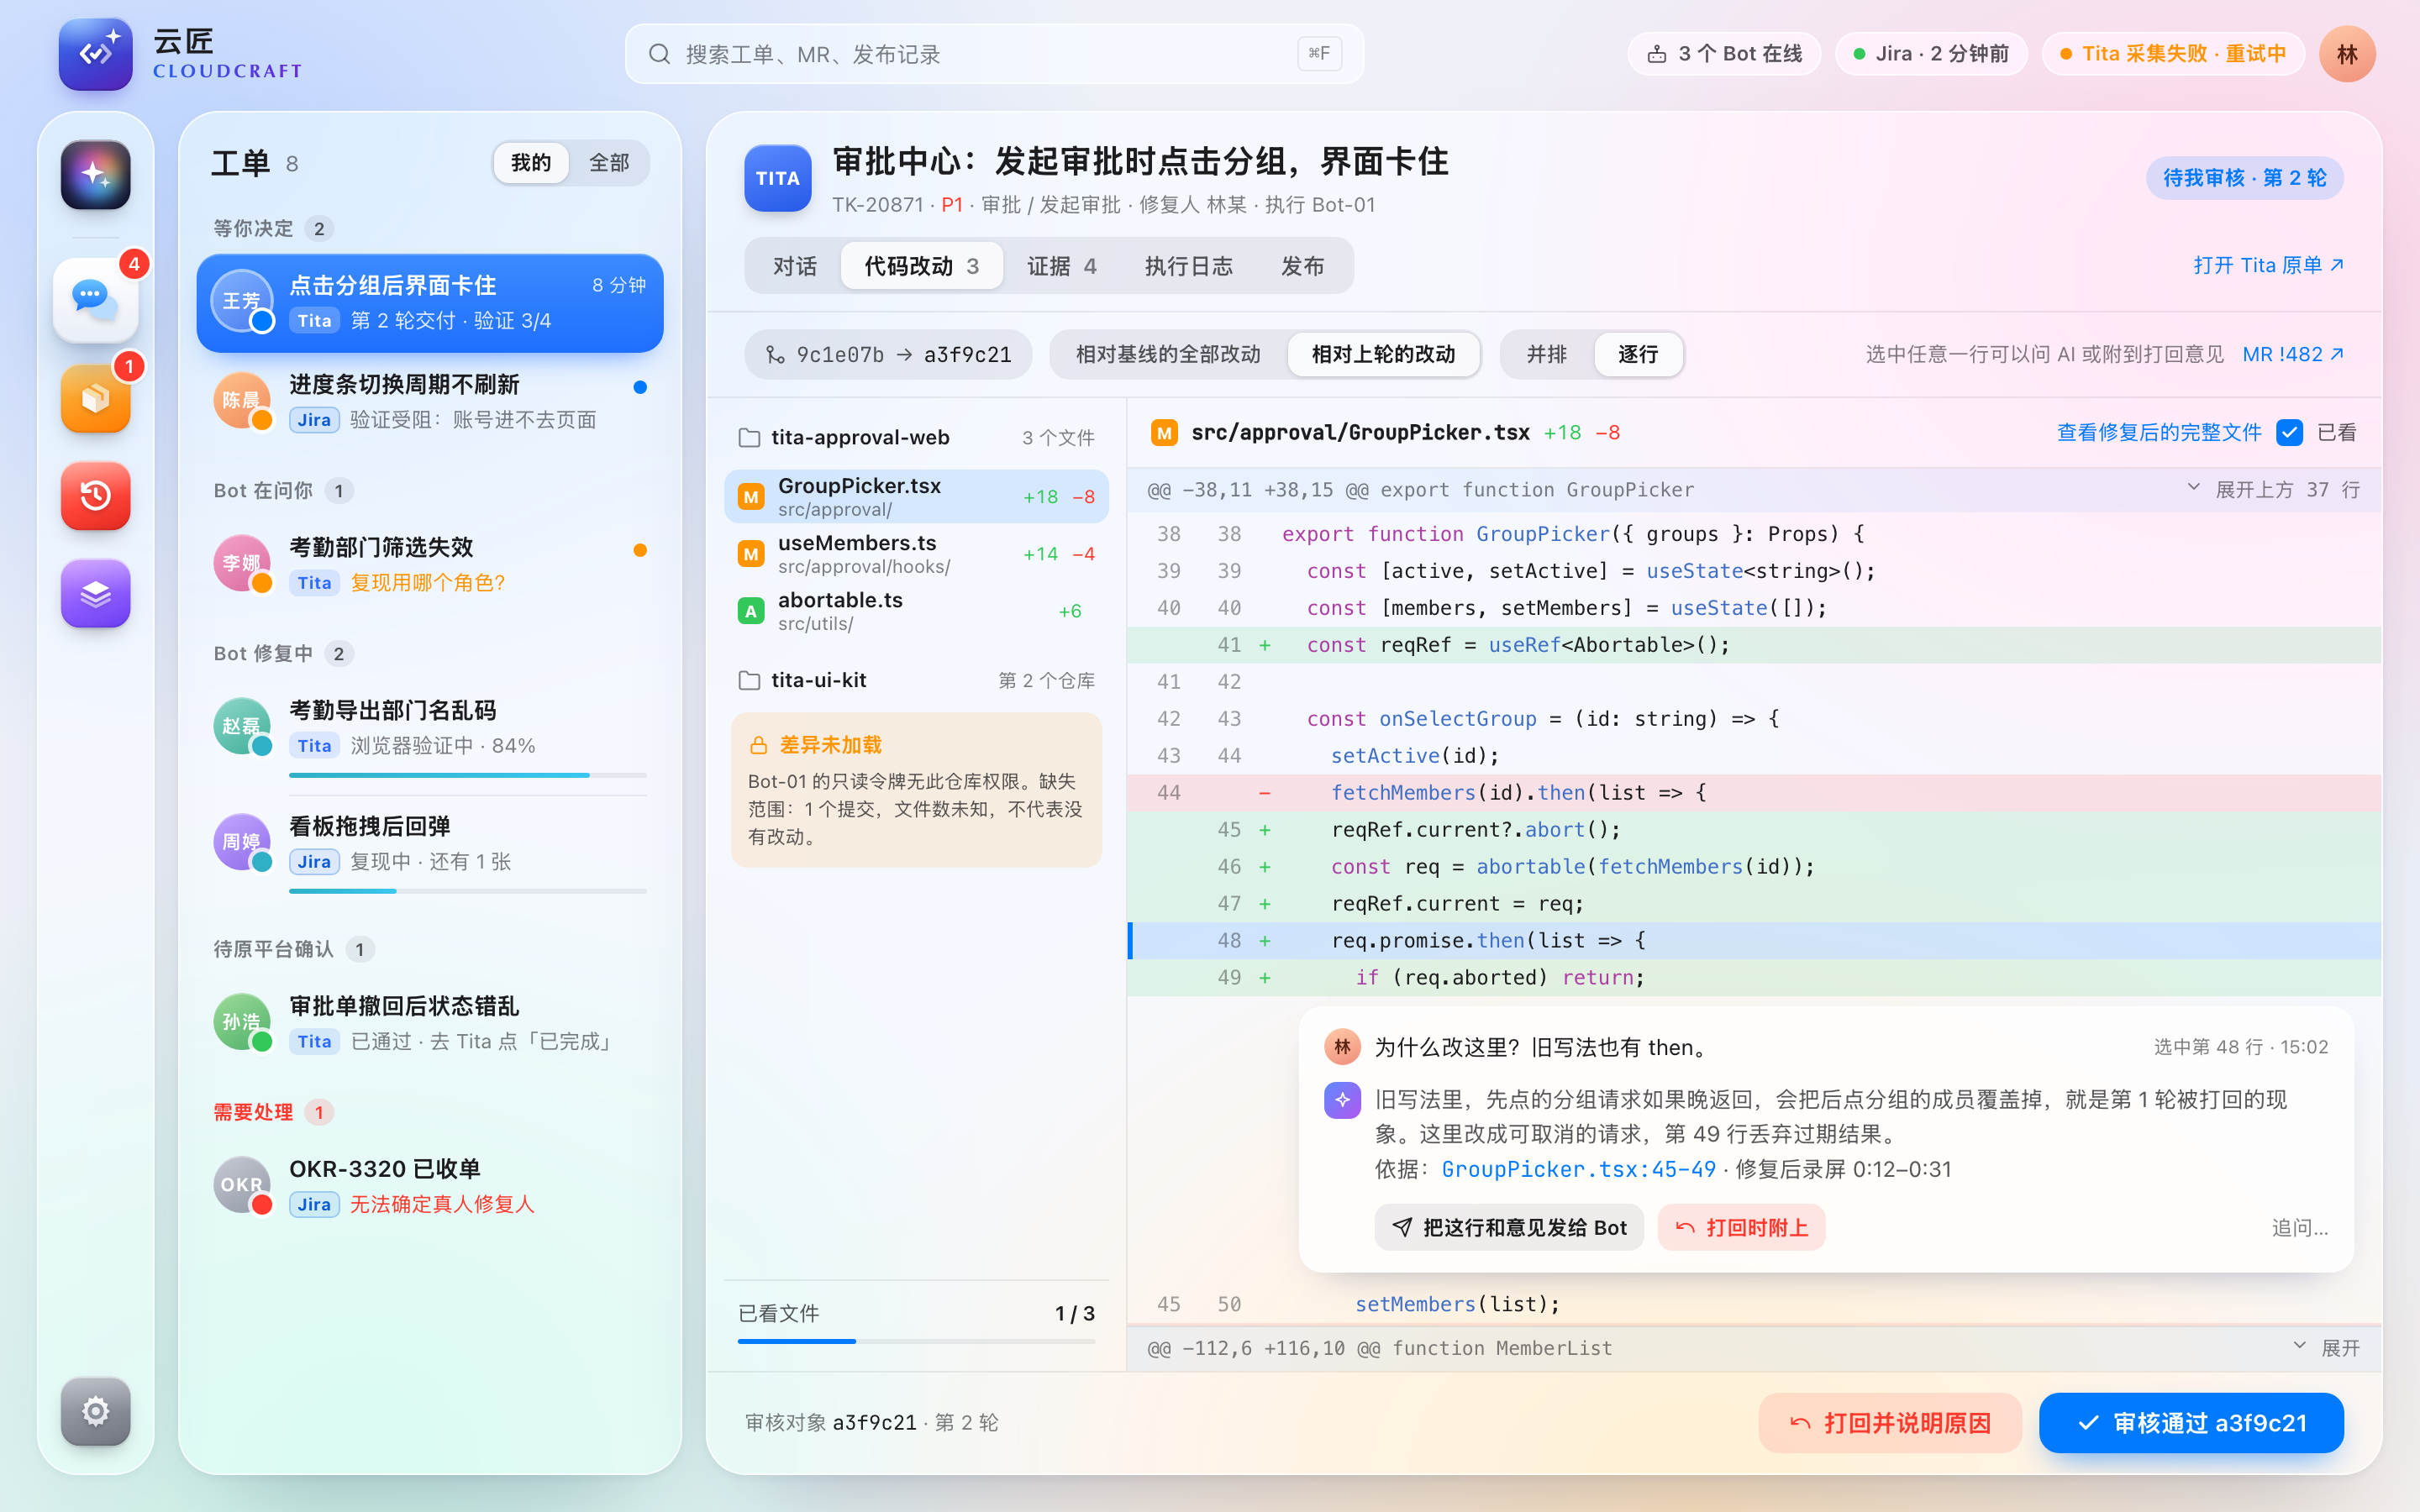 云匠
CLOUDCRAFT
搜索工单、MR、发布记录
⌘F
3 个 Bot 在线
Jira · 2 分钟前
Tita 采集失败 · 重试中
林
4
1
工单 8
我的
全部
等你决定 2
王芳
点击分组后界面卡住
8 分钟
Tita 第 2 轮交付 · 验证 3/4
陈晨
进度条切换周期不刷新
Jira 验证受阻：账号进不去页面
Bot 在问你 1
李娜
考勤部门筛选失效
Tita 复现用哪个角色?
Bot 修复中 2
赵磊
考勤导出部门名乱码
Tita 浏览器验证中 · 84%
周婷
看板拖拽后回弹
Jira 复现中 · 还有 1 张
待原平台确认 1
孙浩
审批单撤回后状态错乱
Tita 已通过 · 去 Tita 点「已完成」
需要处理 1
OKR
OKR-3320 已收单
Jira 无法确定真人修复人
TITA
审批中心：发起审批时点击分组，界面卡住
TK-20871 · P1 · 审批 / 发起审批 · 修复人 林某 · 执行 Bot-01
待我审核 · 第 2 轮
对话
代码改动 3
证据 4
执行日志
发布
打开 Tita 原单 ↗
9c1e07b → a3f9c21
相对基线的全部改动
相对上轮的改动
并排
逐行
选中任意一行可以问 AI 或附到打回意见
MR !482 ↗
tita-approval-web
3 个文件
M
GroupPicker.tsx
src/approval/
+18 −8
M
useMembers.ts
src/approval/hooks/
+14 −4
A
abortable.ts
src/utils/
+6
tita-ui-kit
第 2 个仓库
差异未加载
Bot-01 的只读令牌无此仓库权限。缺失
范围：1 个提交，文件数未知，不代表没
有改动。
已看文件
1 / 3
M src/approval/GroupPicker.tsx +18 −8
查看修复后的完整文件
已看
@@ −38,11 +38,15 @@ export function GroupPicker
展开上方 37 行
38 38 export function GroupPicker({ groups }: Props) {
39 39 const [active, setActive] = useState<string>();
40 40 const [members, setMembers] = useState([]);
41 + const reqRef = useRef<Abortable>();
41 42
42 43 const onSelectGroup = (id: string) => {
43 44 setActive(id);
44 − fetchMembers(id).then(list => {
45 + reqRef.current?.abort();
46 + const req = abortable(fetchMembers(id));
47 + reqRef.current = req;
48 + req.promise.then(list => {
49 + if (req.aborted) return;
林
为什么改这里？旧写法也有 then。
选中第 48 行 · 15:02
旧写法里，先点的分组请求如果晚返回，会把后点分组的成员覆盖掉，就是第 1 轮被打回的现
象。这里改成可取消的请求，第 49 行丢弃过期结果。
依据：GroupPicker.tsx:45–49 · 修复后录屏 0:12–0:31
把这行和意见发给 Bot
打回时附上
追问…
45 50 setMembers(list);
@@ −112,6 +116,10 @@ function MemberList
展开
审核对象 a3f9c21 · 第 2 轮
打回并说明原因
审核通过 a3f9c21